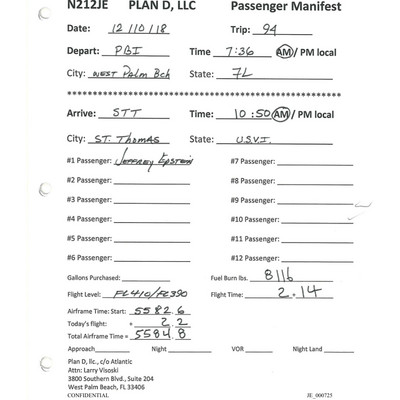 N212JE PLAN D, LLC Passenger Manifest
Date: 12/10/18 Trip: 94
Depart: PBI Time 7:36 AM / PM local
City: WEST Palm Bch State: FL
Arrive: STT Time: 10:50 AM / PM local
City: ST. Thomas State: U.S.V.I.
#1 Passenger: JEFFREY EPSTEIN #7 Passenger:
#2 Passenger: #8 Passenger:
#3 Passenger: #9 Passenger:
#4 Passenger: #10 Passenger:
#5 Passenger: #11 Passenger:
#6 Passenger: #12 Passenger:
Gallons Purchased: Fuel Burn lbs. 8116
Flight Level: FL410/FL390 Flight Time: 2.14
Airframe Time: Start: 5582.6
Today's flight: + 2.2
Total Airframe Time = 5584.8
Approach Night VOR Night Land
Plan D, llc., c/o Atlantic
Attn: Larry Visoski
3800 Southern Blvd., Suite 204
West Palm Beach, FL 33406
CONFIDENTIAL JE_000725